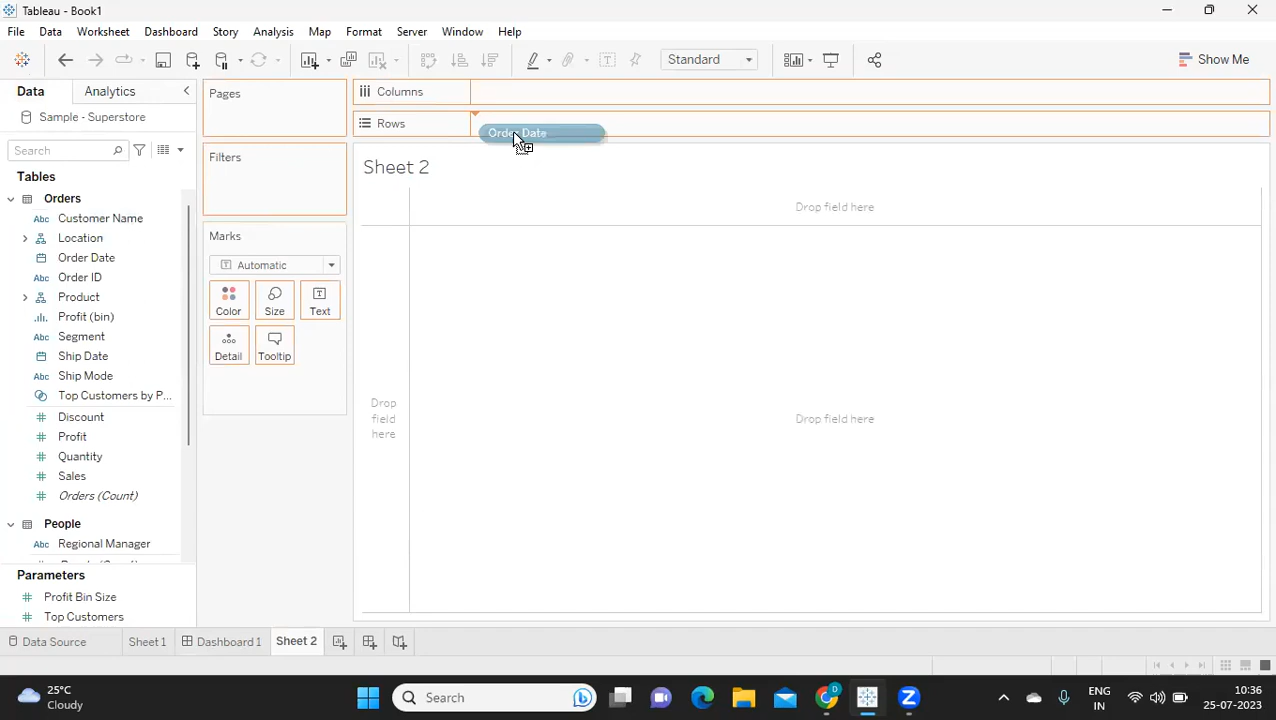 Tableau - Book1
File Data Worksheet Dashboard Story Analysis Map Format Server Window Help
Standard
Show Me
Data Analytics
Pages
Columns
Sample - Superstore
Rows
Order Date
Search
Filters
Sheet 2
Tables
Orders
Abc Customer Name
Drop field here
Location
Marks
Order Date
Automatic
Abc Order ID
Product
Color Size Text
Profit (bin)
Abc Segment
Ship Date
Detail Tooltip
Abc Ship Mode
Top Customers by P...
Discount
Drop
field
here
Drop field here
Profit
Quantity
Sales
Orders (Count)
People
Abc Regional Manager
Parameters
Profit Bin Size
Top Customers
Data Source Sheet 1 Dashboard 1 Sheet 2
25°C
Cloudy
Search
ENG
IN
10:36
25-07-2023